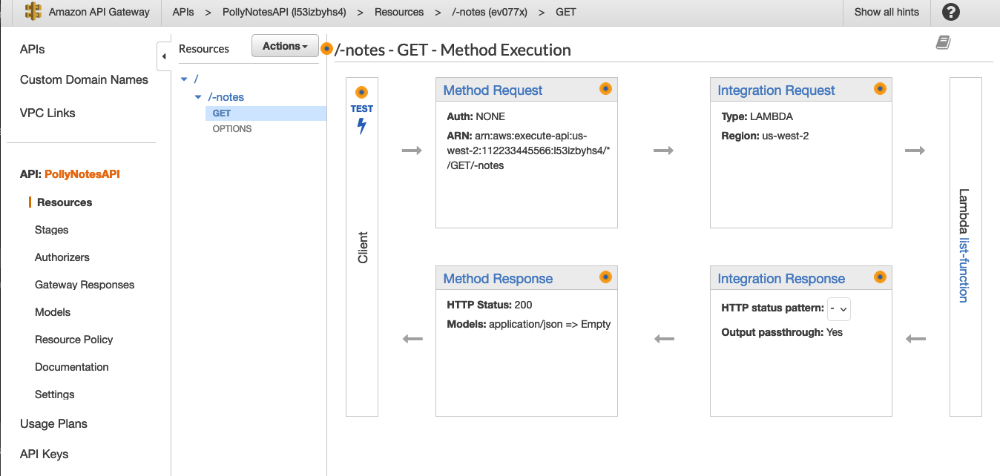 Amazon API Gateway
APIs > PollyNotesAPI (l53izbyhs4) > Resources > /-notes (ev077x) > GET
Show all hints
?
APIs
Custom Domain Names
VPC Links
API: PollyNotesAPI
Resources
Stages
Authorizers
Gateway Responses
Models
Resource Policy
Documentation
Settings
Usage Plans
API Keys
Resources
Actions
/
/-notes
GET
OPTIONS
/-notes - GET - Method Execution
TEST
Client
Method Request
Auth: NONE
ARN: arn:aws:execute-api:us-
west-2:112233445566:l53izbyhs4/*
/GET/-notes
Integration Request
Type: LAMBDA
Region: us-west-2
Lambda list-function
Method Response
HTTP Status: 200
Models: application/json => Empty
Integration Response
HTTP status pattern: -
Output passthrough: Yes